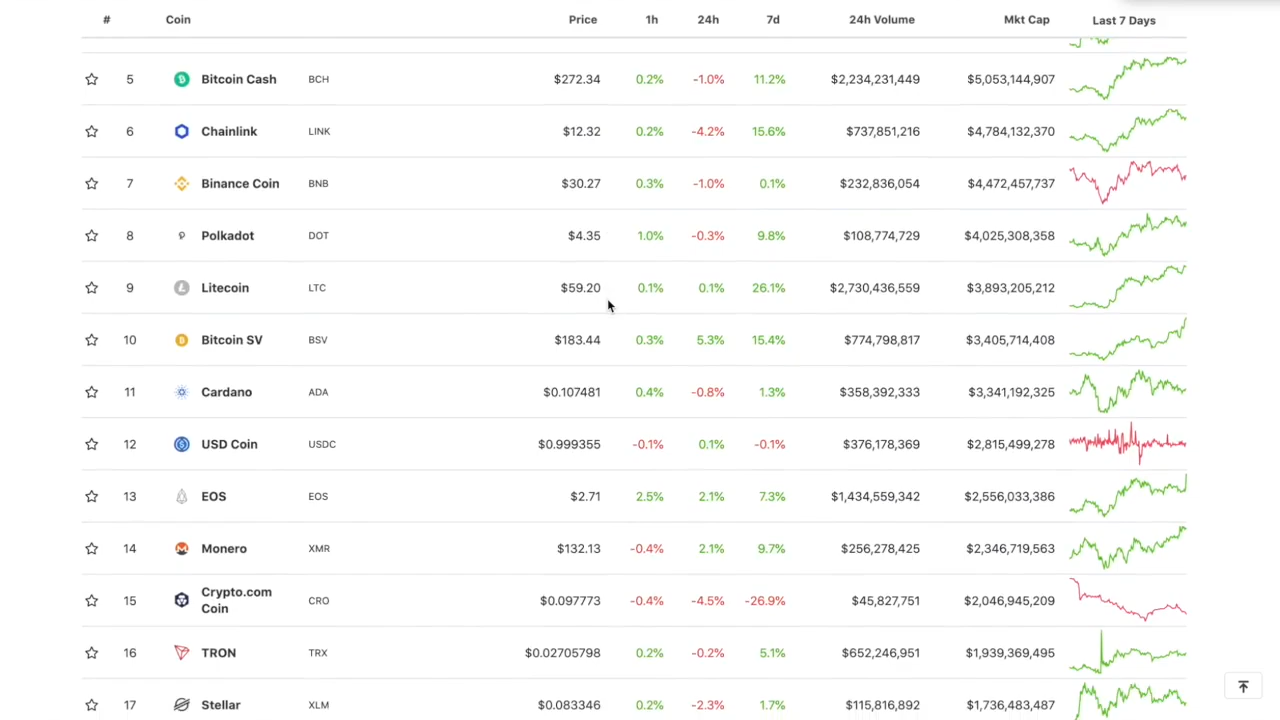 # Coin Price 1h 24h 7d 24h Volume Mkt Cap Last 7 Days
5 Bitcoin Cash BCH $272.34 0.2% -1.0% 11.2% $2,234,231,449 $5,053,144,907
6 Chainlink LINK $12.32 0.2% -4.2% 15.6% $737,851,216 $4,784,132,370
7 Binance Coin BNB $30.27 0.3% -1.0% 0.1% $232,836,054 $4,472,457,737
8 Polkadot DOT $4.35 1.0% -0.3% 9.8% $108,774,729 $4,025,308,358
9 Litecoin LTC $59.20 0.1% 0.1% 26.1% $2,730,436,559 $3,893,205,212
10 Bitcoin SV BSV $183.44 0.3% 5.3% 15.4% $774,798,817 $3,405,714,408
11 Cardano ADA $0.107481 0.4% -0.8% 1.3% $358,392,333 $3,341,192,325
12 USD Coin USDC $0.999355 -0.1% 0.1% -0.1% $376,178,369 $2,815,499,278
13 EOS EOS $2.71 2.5% 2.1% 7.3% $1,434,559,342 $2,556,033,386
14 Monero XMR $132.13 -0.4% 2.1% 9.7% $256,278,425 $2,346,719,563
15 Crypto.com Coin CRO $0.097773 -0.4% -4.5% -26.9% $45,827,751 $2,046,945,209
16 TRON TRX $0.02705798 0.2% -0.2% 5.1% $652,246,951 $1,939,369,495
17 Stellar XLM $0.083346 0.2% -2.3% 1.7% $115,816,892 $1,736,483,487